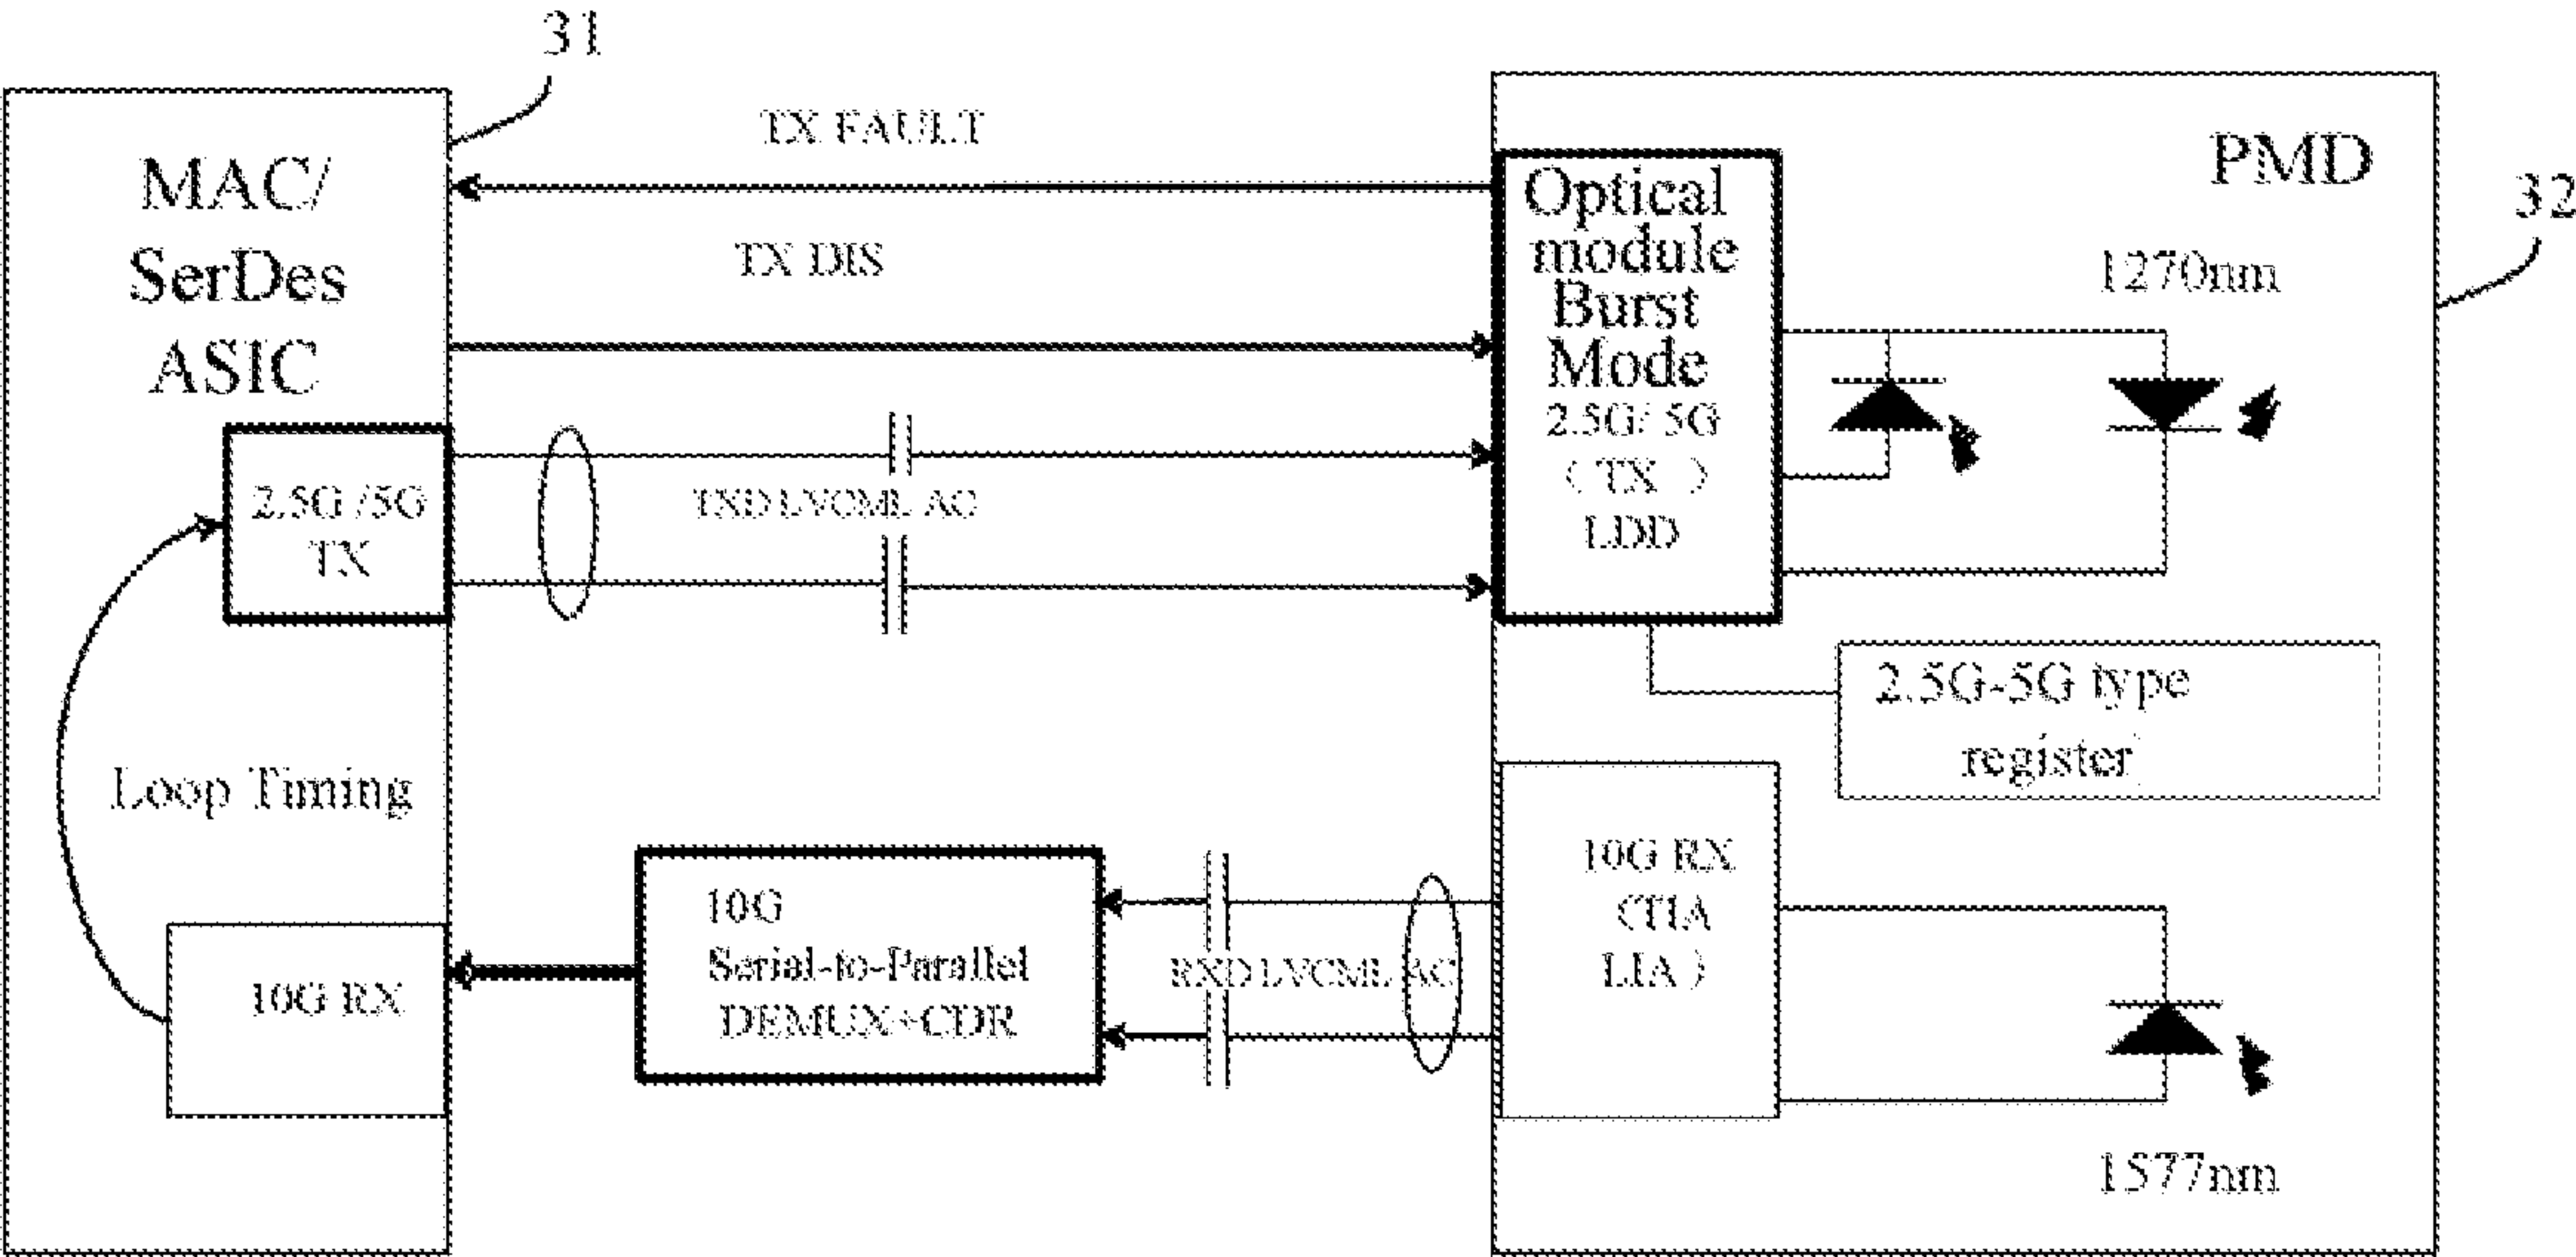 31
MAC/
SerDes
ASIC
TX FAULT
TX DIS
2.5G /5G
TX
TXD LVCML AC
Loop Timing
10G RX
10G
Serial-to-Parallel
DEMUX+CDR
RXD LVCML AC
PMD
32
Optical
module
Burst
Mode
2.5G/ 5G
( TX )
LDD
1270nm
2.5G-5G type
register
10G RX
(TIA
LIA )
1577nm